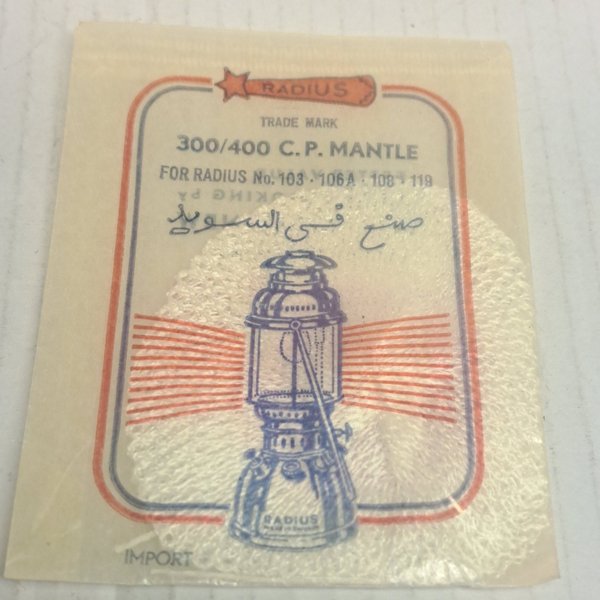 RADIUS
TRADE MARK
300/400 C.P. MANTLE
FOR RADIUS No. 103 · 106A · 108 · 119
صنع في السويد
RADIUS
IMPORT